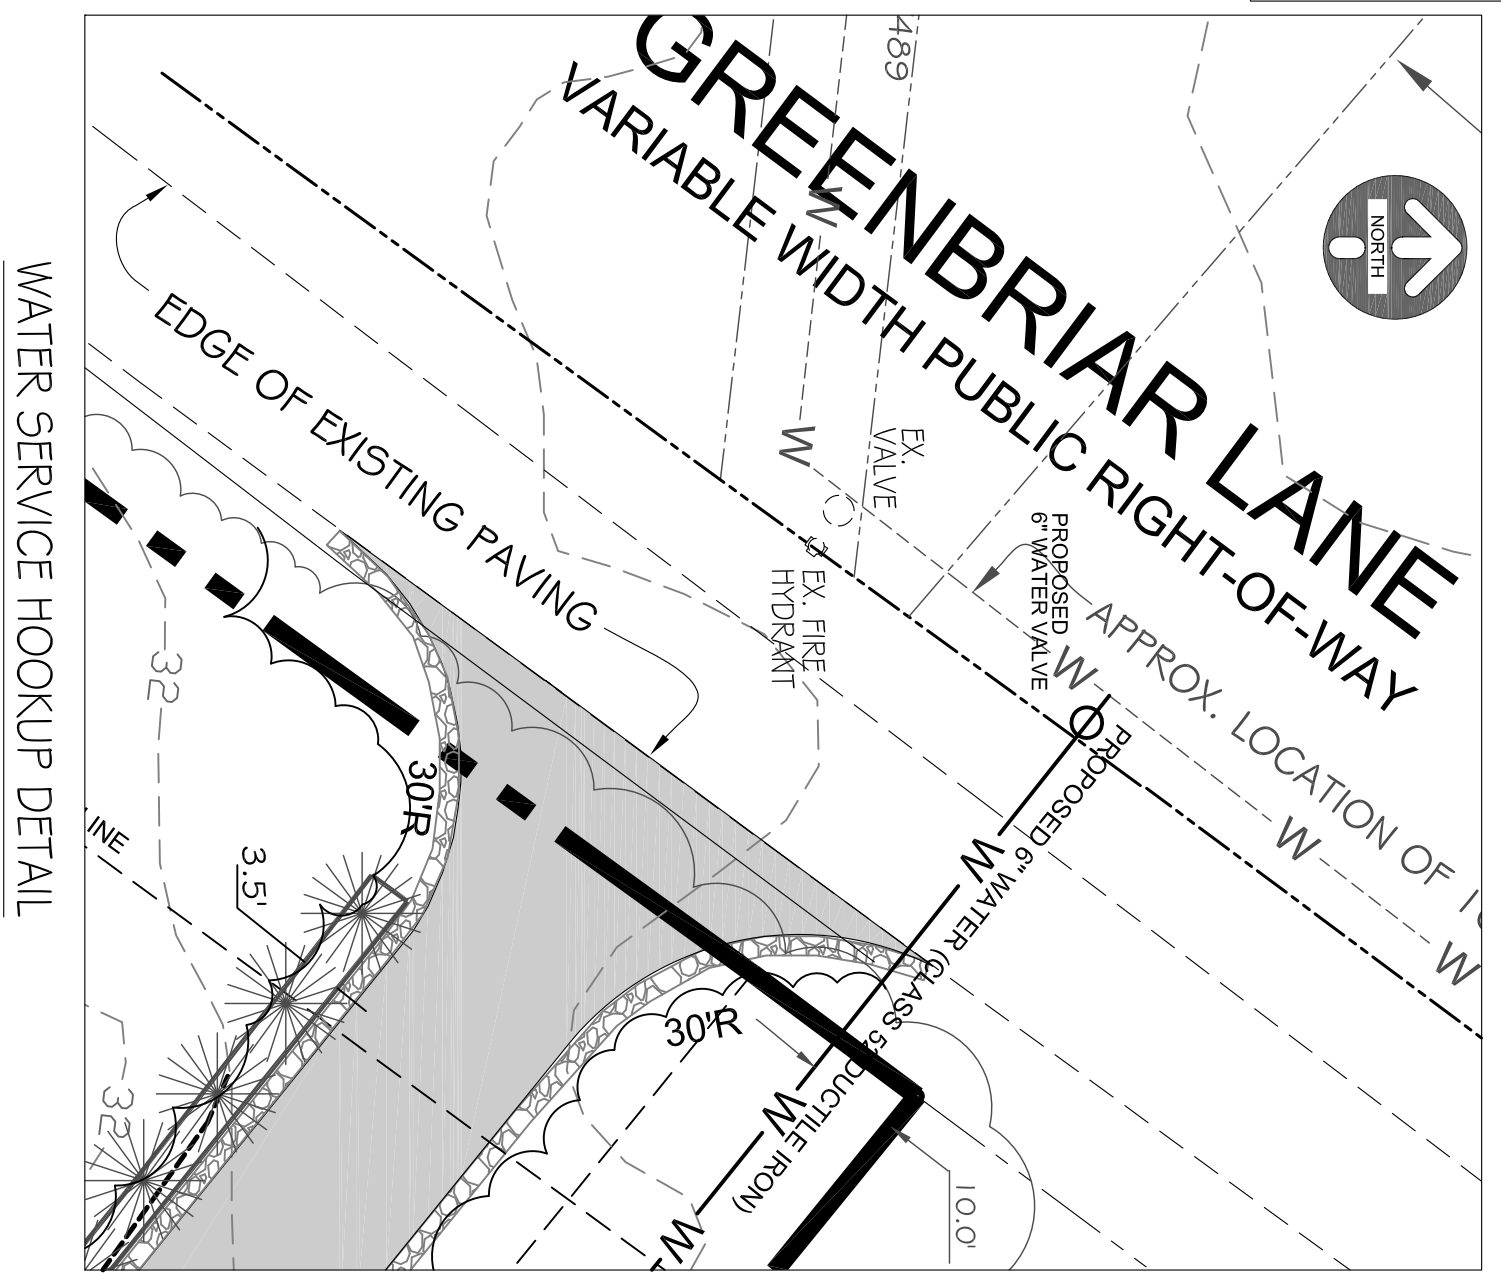 489
GREENBRIAR LANE
VARIABLE WIDTH PUBLIC RIGHT-OF-WAY
NORTH
W
EDGE OF EXISTING PAVING
W
EX.
VALVE
EX. FIRE
HYDRANT
PROPOSED
6" WATER VALVE
W
APPROX. LOCATION OF
W
W
PROPOSED 6" WATER (CLASS 52 DUCTILE IRON)
W
W
W
30'R
30'R
3.5'
10.0'
32
32
INE
WATER SERVICE HOOKUP DETAIL